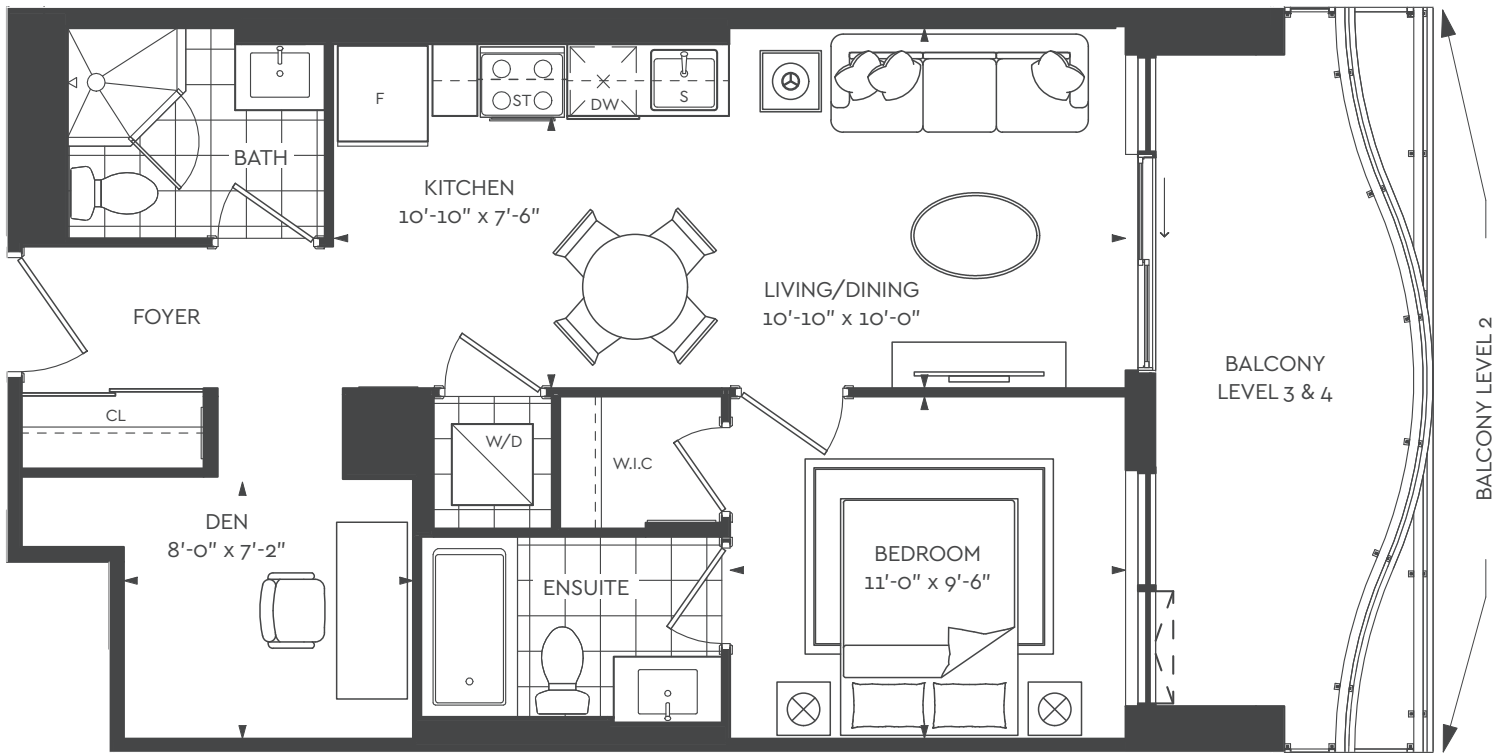 F
ST
DW
S
BATH
KITCHEN
10'-10" x 7'-6"
LIVING/DINING
10'-10" x 10'-0"
FOYER
BALCONY
LEVEL 3 & 4
BALCONY LEVEL 2
CL
W/D
W.I.C
DEN
8'-0" x 7'-2"
ENSUITE
BEDROOM
11'-0" x 9'-6"